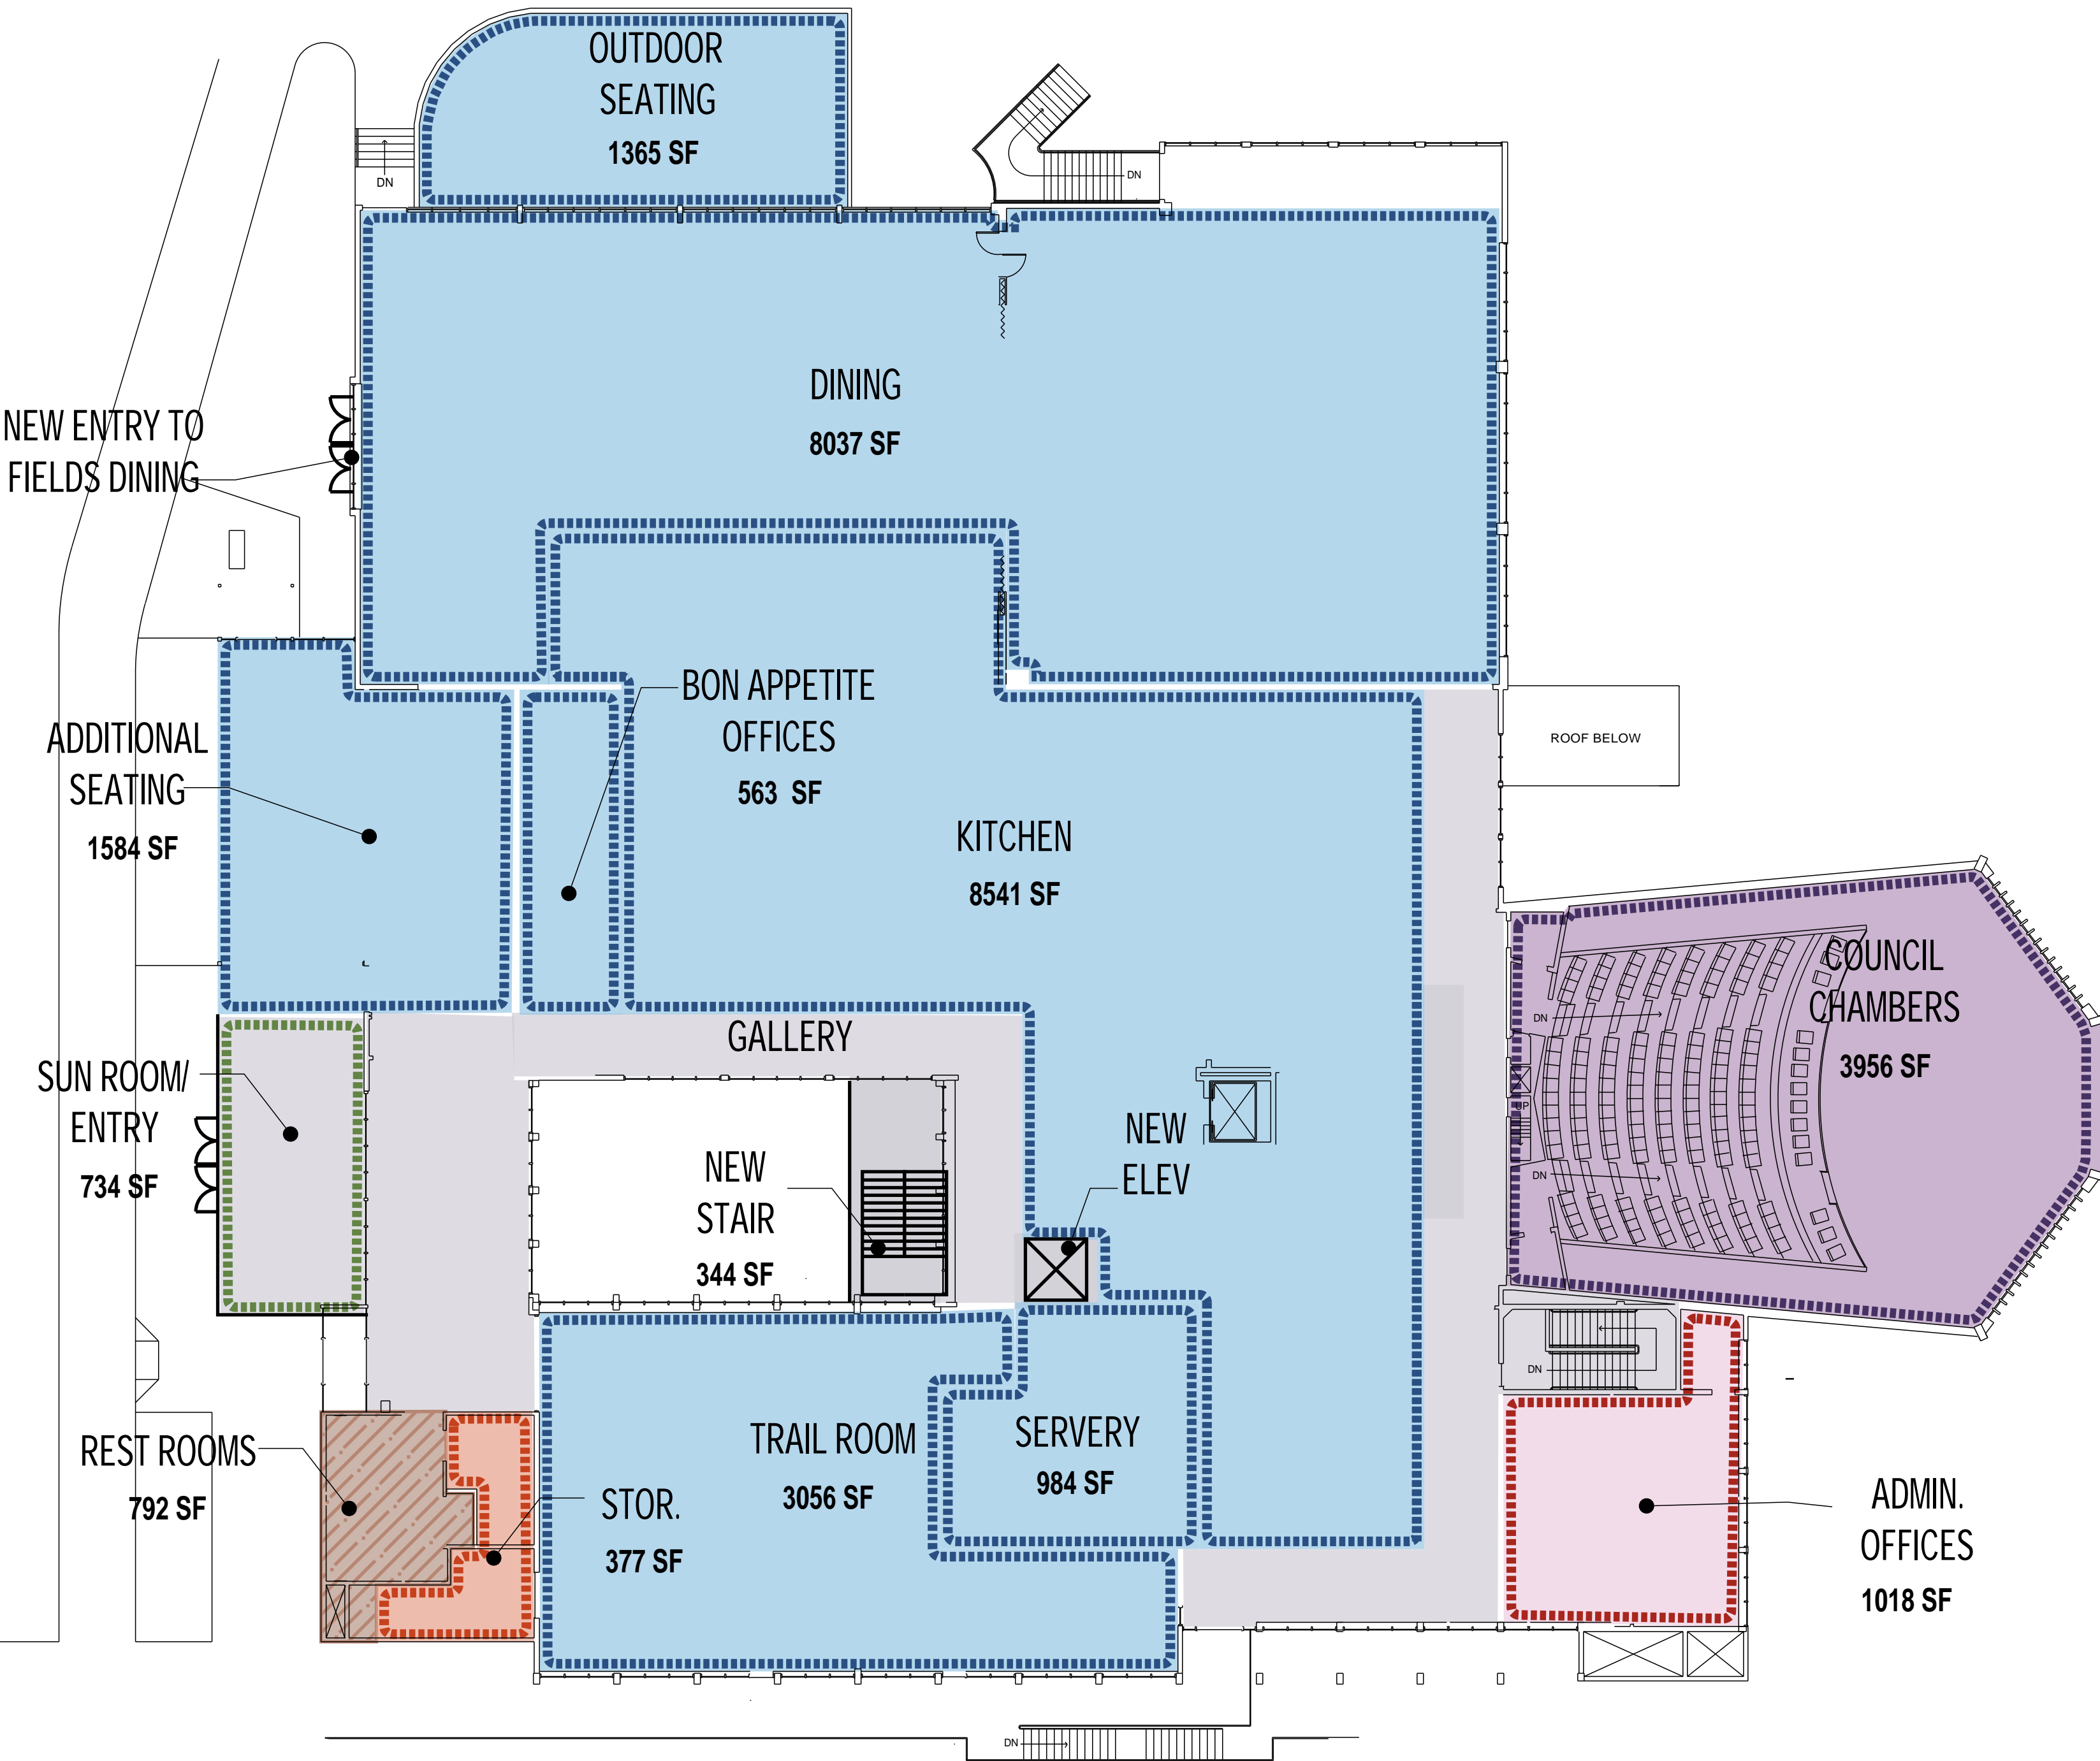 OUTDOOR
SEATING
1365 SF
DN
DN
DINING
8037 SF
NEW ENTRY TO
FIELDS DINING
BON APPETITE
OFFICES
563 SF
ADDITIONAL
SEATING
1584 SF
ROOF BELOW
KITCHEN
8541 SF
COUNCIL
CHAMBERS
3956 SF
DN
UP
DN
GALLERY
SUN ROOM/
ENTRY
734 SF
NEW
ELEV
NEW
STAIR
344 SF
DN
REST ROOMS
792 SF
STOR.
377 SF
TRAIL ROOM
3056 SF
SERVERY
984 SF
ADMIN.
OFFICES
1018 SF
DN